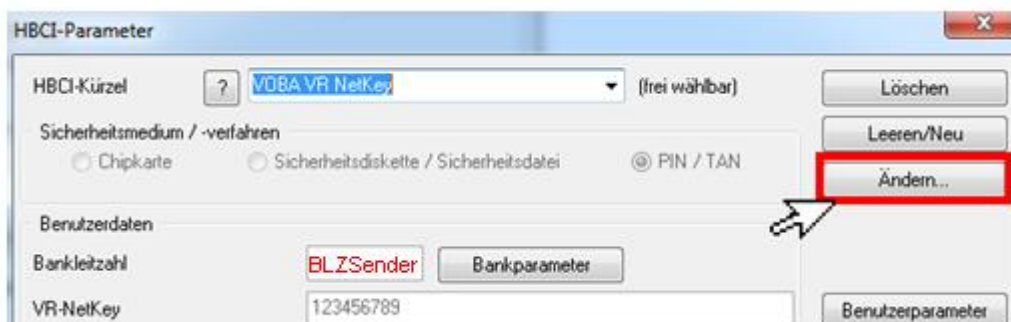 HBCI-Parameter
HBCI-Kürzel ? VOBA VR NetKey (frei wählbar) Löschen
Sicherheitsmedium / -verfahren Leeren/Neu
Chipkarte Sicherheitsdiskette / Sicherheitsdatei PIN / TAN Ändern...
Benutzerdaten
Bankleitzahl BLZSender Bankparameter
VR-NetKey 123456789 Benutzerparameter